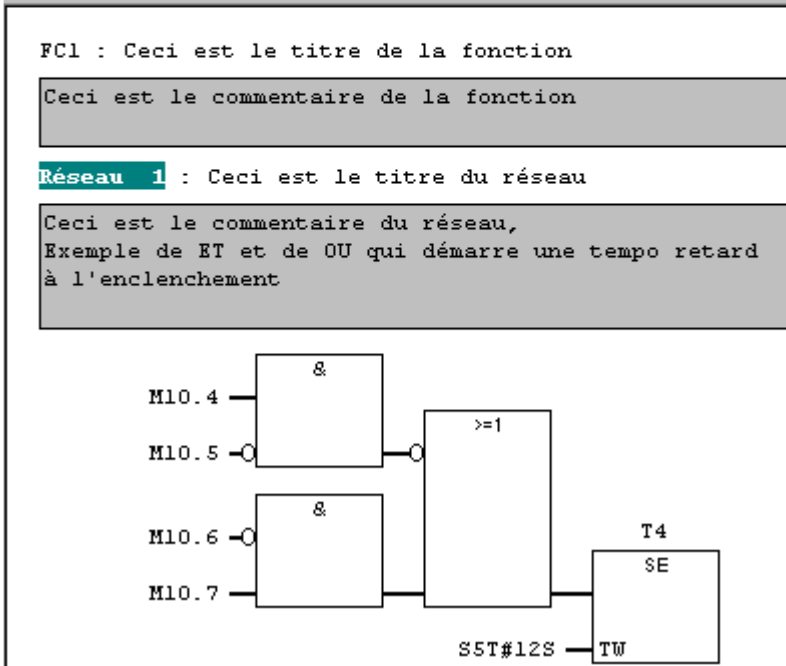 FC1 : Ceci est le titre de la fonction
Ceci est le commentaire de la fonction
Réseau 1 : Ceci est le titre du réseau
Ceci est le commentaire du réseau,
Exemple de ET et de OU qui démarre une tempo retard
à l'enclenchement
&
M10.4
>=1
M10.5
&
M10.6
T4
SE
M10.7
S5T#12S
TW